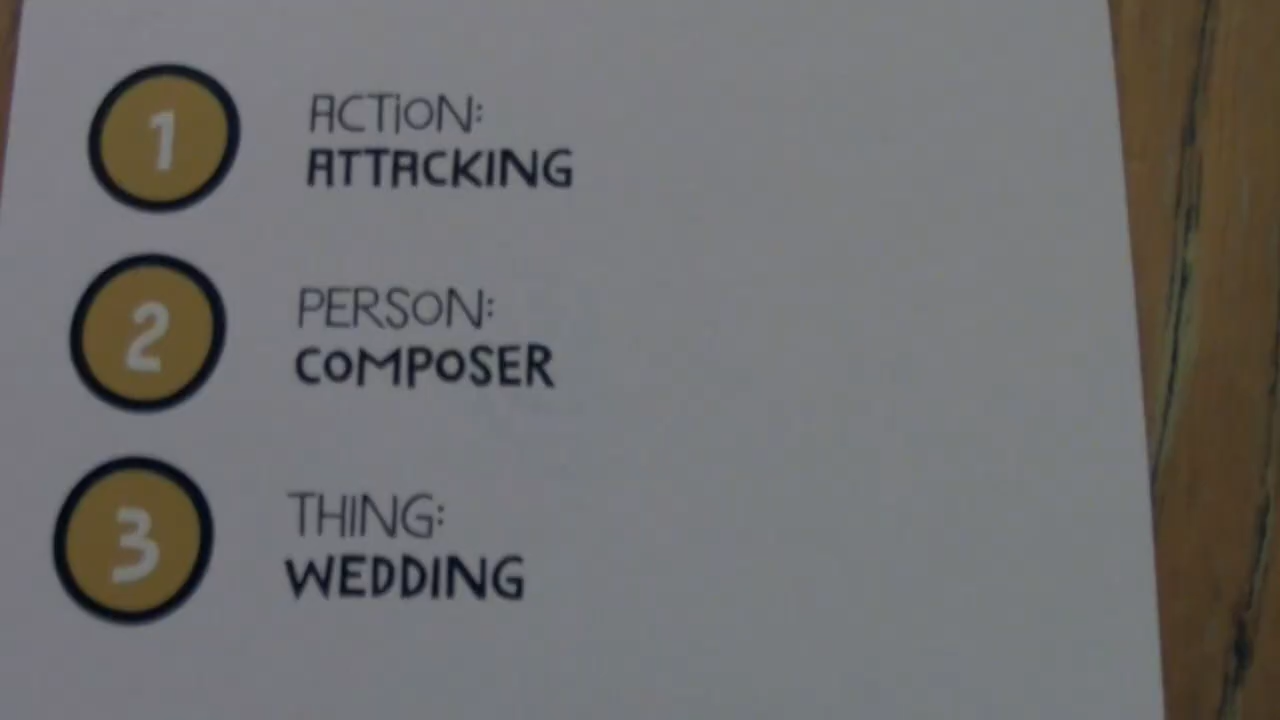 1
ACTION:
ATTACKING
2
PERSON:
COMPOSER
3
THING:
WEDDING